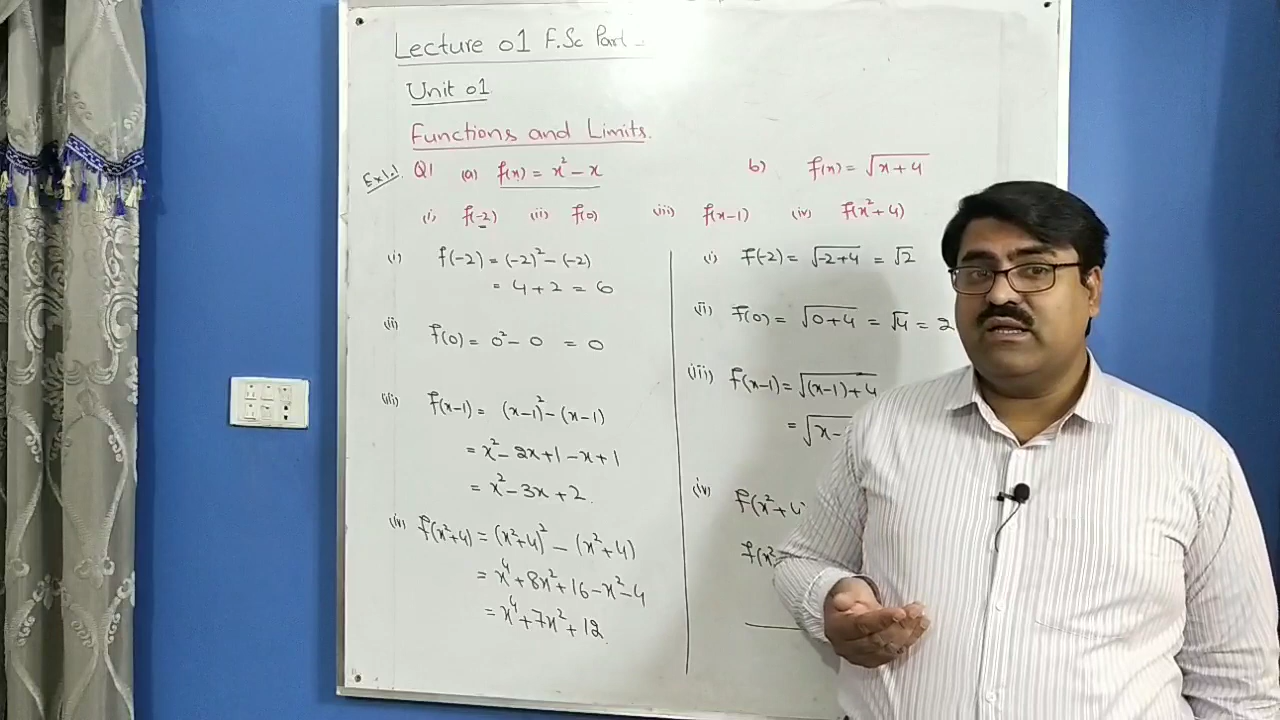 Lecture 01 F.Sc Part
Unit 01
Functions and Limits.
Ex1.1 Q1 (a) f(x) = x² - x b) f(x) = √(x+4)
(i) f(-2) (ii) f(0) (iii) f(x-1) (iv) f(x²+4)
(i) f(-2) = (-2)² - (-2)
= 4 + 2 = 6
(ii) f(0) = 0² - 0 = 0
(iii) f(x-1) = (x-1)² - (x-1)
= x² - 2x + 1 - x + 1
= x² - 3x + 2.
(iv) f(x²+4) = (x²+4)² - (x²+4)
= x⁴ + 8x² + 16 - x² - 4
= x⁴ + 7x² + 12
(i) f(-2) = √(-2+4) = √2
(ii) f(0) = √(0+4) = √4 = 2
(iii) f(x-1) = √((x-1)+4)
= √(x-
(iv) f(x²+4
f(x²